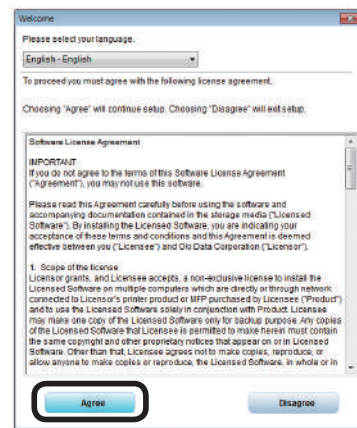 Welcome
Please select your language.
English - English
To proceed you must agree with the following license agreement.
Choosing "Agree" will continue setup. Choosing "Disagree" will exit setup.
Software License Agreement
IMPORTANT
If you do not agree to the terms of this Software License Agreement
("Agreement"), you may not use this software.
Please read this Agreement carefully before using the software and
accompanying documentation contained in the storage media ("Licensed
Software"). By installing the Licensed Software, you are indicating your
acceptance of these terms and conditions and this Agreement is deemed
effective between you ("Licensee") and Oki Data Corporation ("Licensor").
1. Scope of the license
Licensor grants, and Licensee accepts, a non-exclusive license to install the
Licensed Software on multiple computers which are directly or through network
connected to Licensor's printer product or MFP purchased by Licensee ("Product")
and to use the Licensed Software solely in conjunction with Product. Licensee
may make one copy of the Licensed Software only for backup purpose. Any copies
of the Licensed Software that Licensee is permitted to make herein must contain
the same copyright and other proprietary notices that appear on or in Licensed
Software. Other than that, Licensee agrees not to make copies, reproduce, or
allow anyone to make copies or reproduce, the Licensed Software, in whole or in
Agree
Disagree